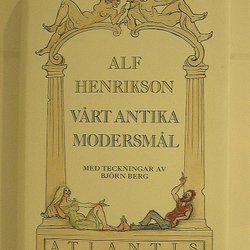 ALF
HENRIKSON
VÅRT ANTIKA
MODERSMÅL
MED TECKNINGAR AV
BJÖRN BERG
ATLANTIS